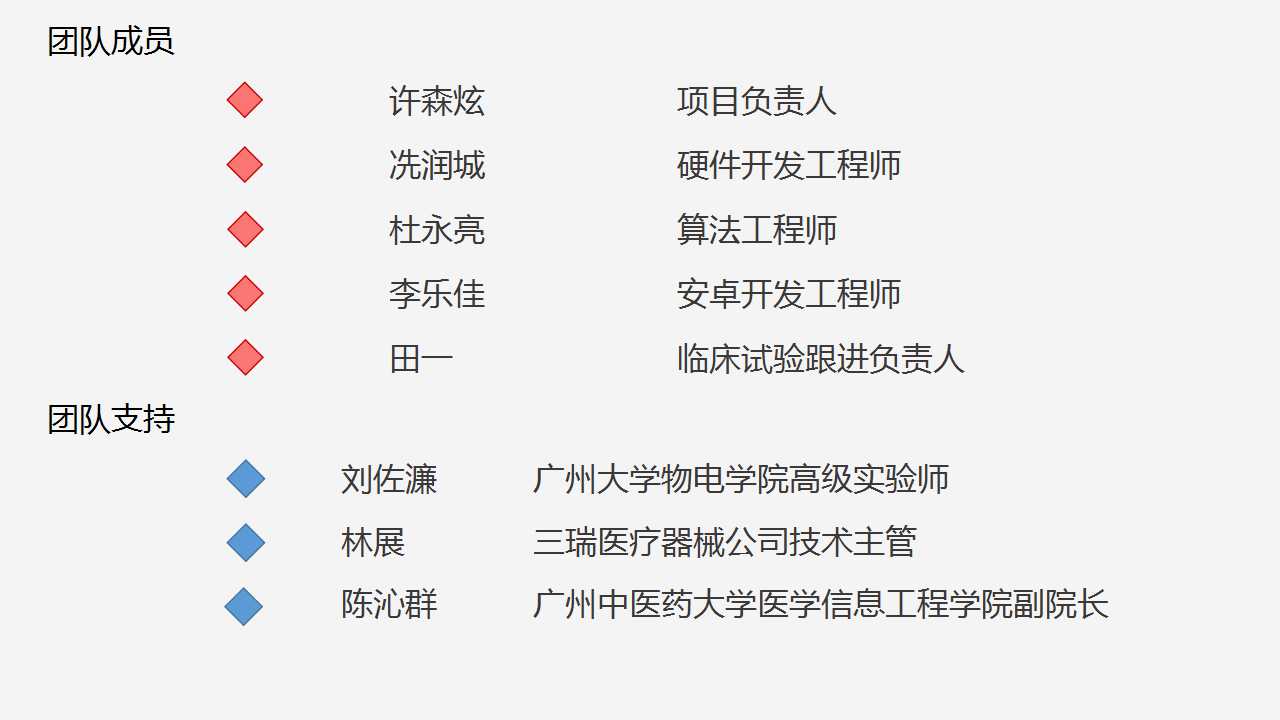 团队成员
许森炫 项目负责人
冼润城 硬件开发工程师
杜永亮 算法工程师
李乐佳 安卓开发工程师
田一 临床试验跟进负责人
团队支持
刘佐濂 广州大学物电学院高级实验师
林展 三瑞医疗器械公司技术主管
陈沁群 广州中医药大学医学信息工程学院副院长